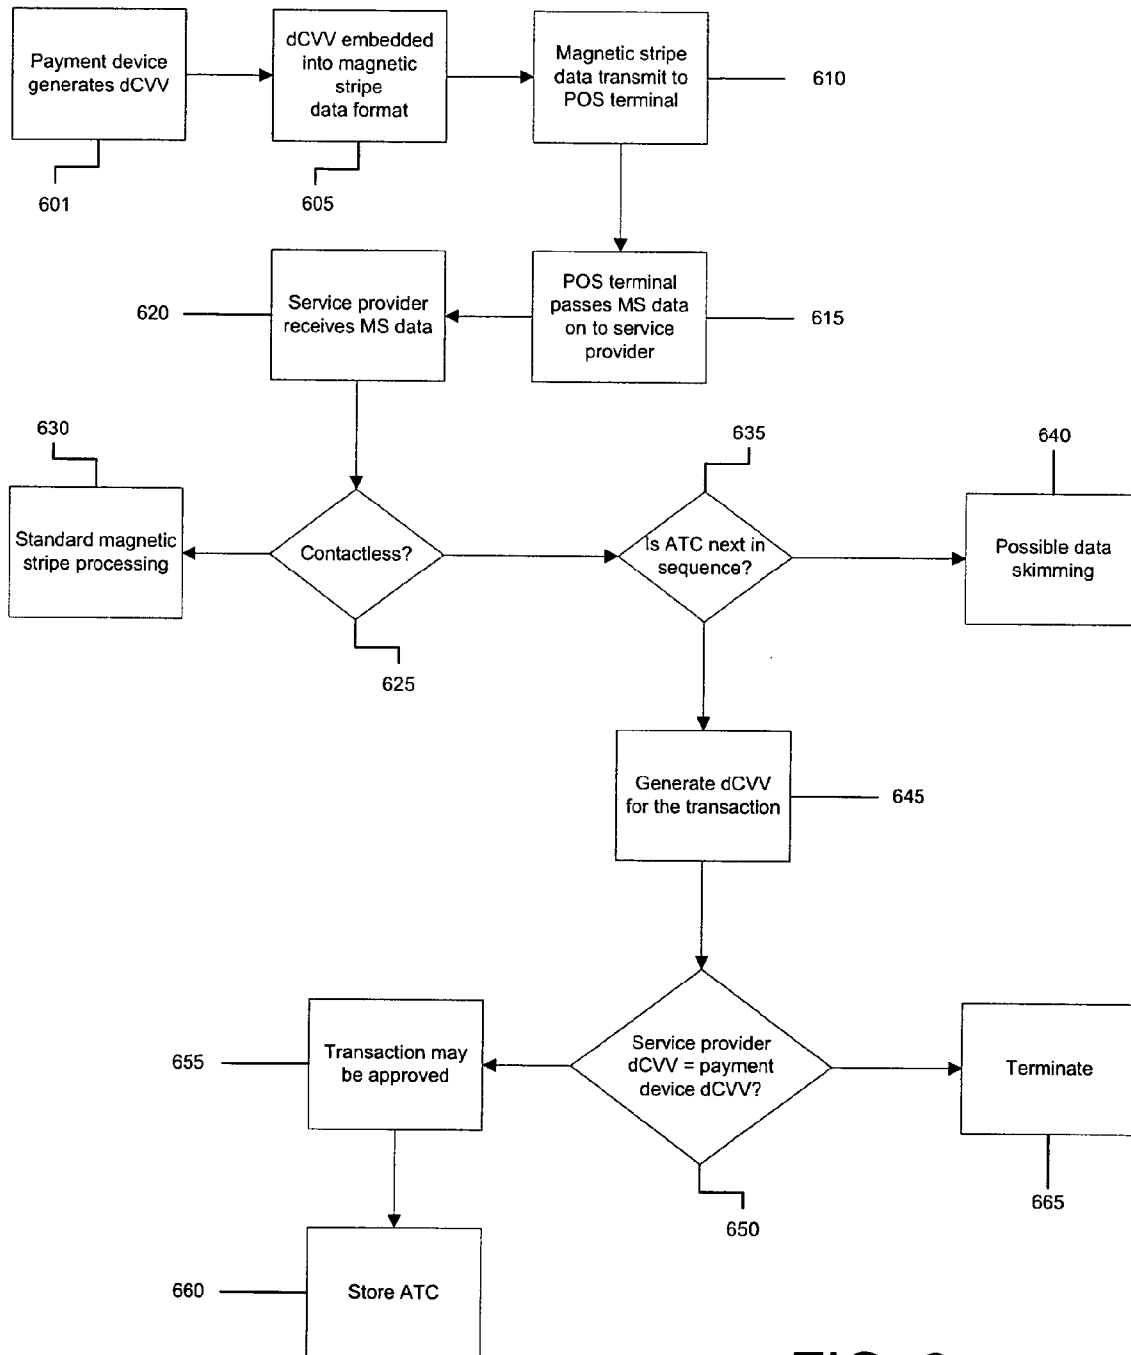 Payment device
generates dCVV
dCVV embedded
into magnetic
stripe
data format
Magnetic stripe
data transmit to
POS terminal
610
601
605
620
Service provider
receives MS data
POS terminal
passes MS data
on to service
provider
615
630
635
640
Standard magnetic
stripe processing
Contactless?
Is ATC next in
sequence?
Possible data
skimming
625
Generate dCVV
for the transaction
645
655
Transaction may
be approved
Service provider
dCVV = payment
device dCVV?
Terminate
650
665
660
Store ATC